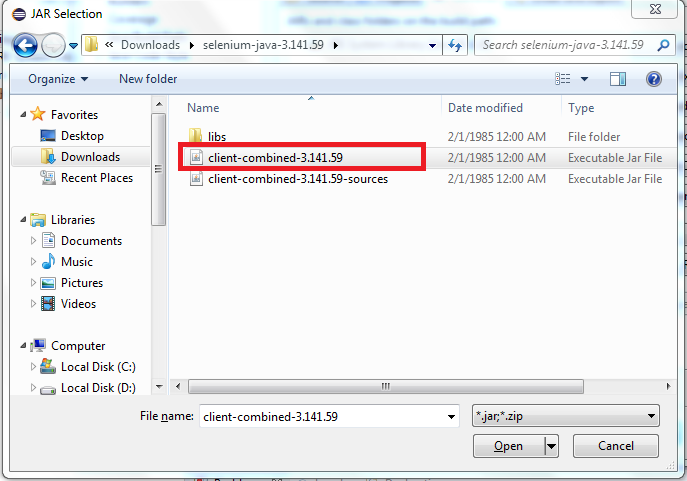 JAR Selection
« Downloads ▸ selenium-java-3.141.59 ▸
Search selenium-java-3.141.59
Organize
New folder
Name
Date modified
Type
Favorites
Desktop
Downloads
Recent Places
Libraries
Documents
Music
Pictures
Videos
Computer
Local Disk (C:)
Local Disk (D:)
libs 2/1/1985 12:00 AM File folder
client-combined-3.141.59 2/1/1985 12:00 AM Executable Jar File
client-combined-3.141.59-sources 2/1/1985 12:00 AM Executable Jar File
File name: client-combined-3.141.59
*.jar;*.zip
Open
Cancel